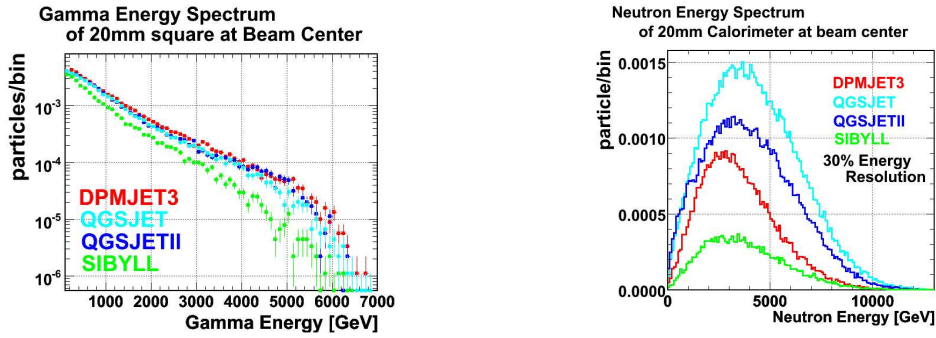 Gamma Energy Spectrum
of 20mm square at Beam Center
particles/bin
10-3
10-4
10-5
10-6
DPMJET3
QGSJET
QGSJETII
SIBYLL
1000 2000 3000 4000 5000 6000 7000
Gamma Energy [GeV]
Neutron Energy Spectrum
of 20mm Calorimeter at beam center
particle/bin
0.0015
0.0010
0.0005
0.0000
DPMJET3
QGSJET
QGSJETII
SIBYLL
30% Energy
Resolution
0 5000 10000
Neutron Energy [GeV]